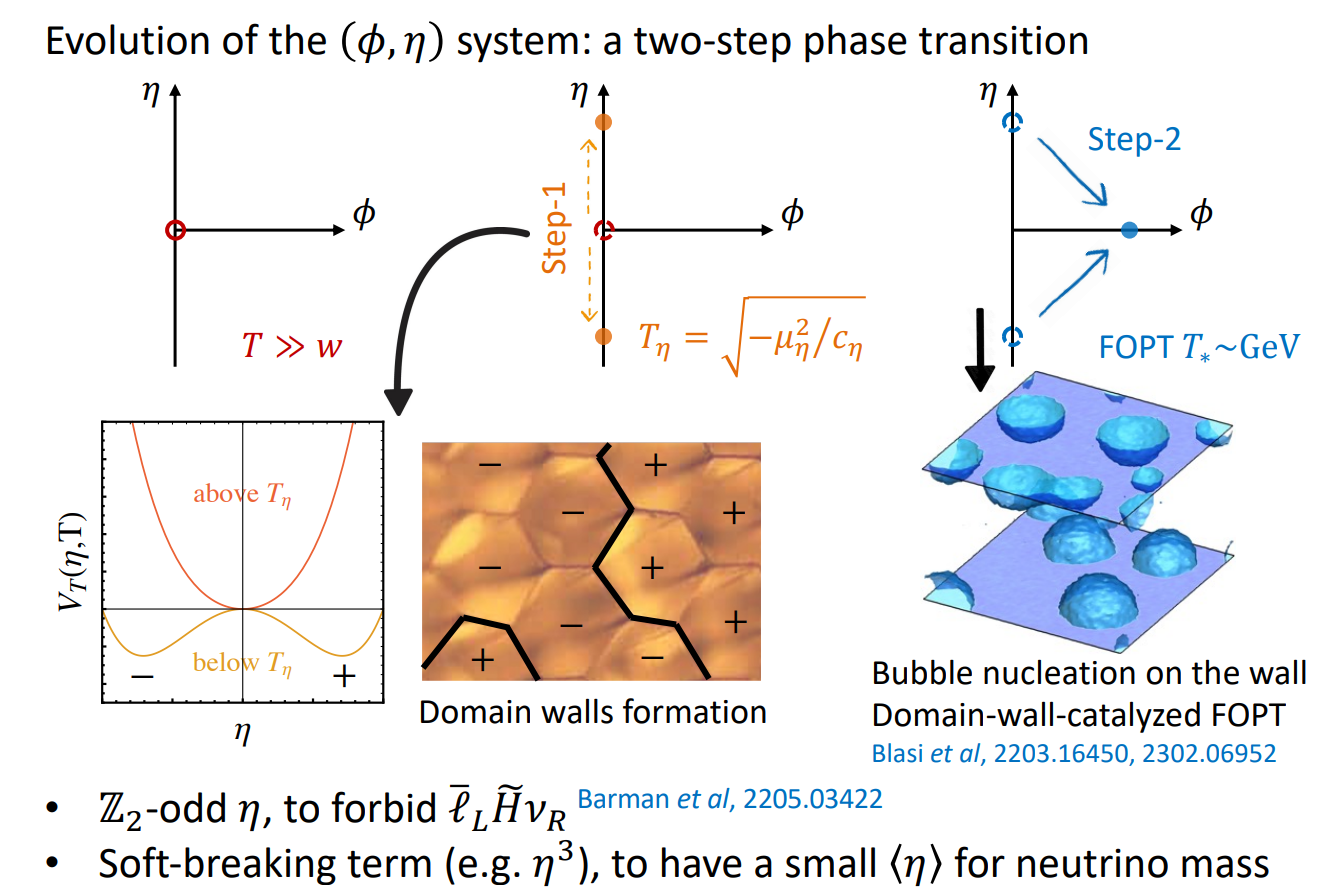 Evolution of the (ϕ, η) system: a two-step phase transition
η
ϕ
T ≫ w
η
ϕ
Step-1
T_η = √(−μ_η²/c_η)
η
Step-2
ϕ
FOPT T_*~GeV
V_T(η,T)
above T_η
below T_η
− +
η
− +
− +
− +
− +
+ −
Domain walls formation
Bubble nucleation on the wall
Domain-wall-catalyzed FOPT
Blasi et al, 2203.16450, 2302.06952
• ℤ₂-odd η, to forbid ℓ̅_L H̃ν_R Barman et al, 2205.03422
• Soft-breaking term (e.g. η³), to have a small ⟨η⟩ for neutrino mass